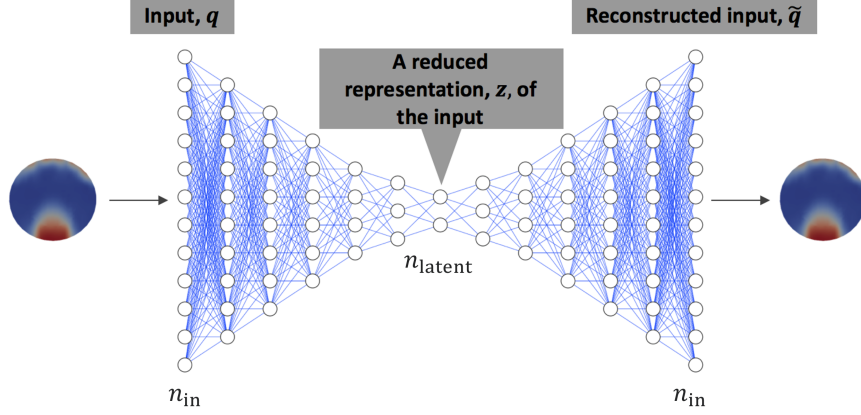 Input, q
Reconstructed input, q̃
A reduced
representation, z, of
the input
n_latent
n_in
n_in